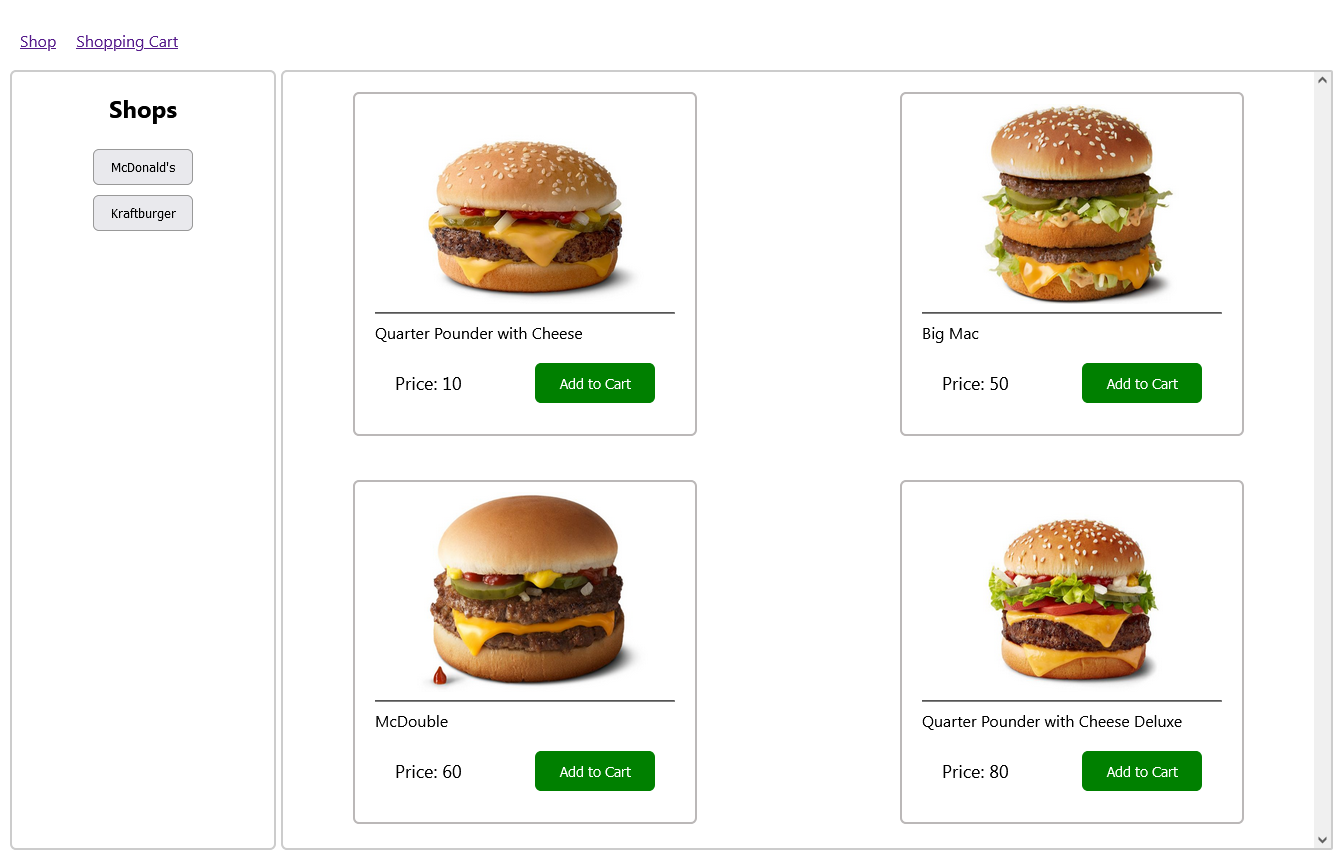 Shop Shopping Cart
Shops
McDonald's
Kraftburger
Quarter Pounder with Cheese
Price: 10 Add to Cart
Big Mac
Price: 50 Add to Cart
McDouble
Price: 60 Add to Cart
Quarter Pounder with Cheese Deluxe
Price: 80 Add to Cart